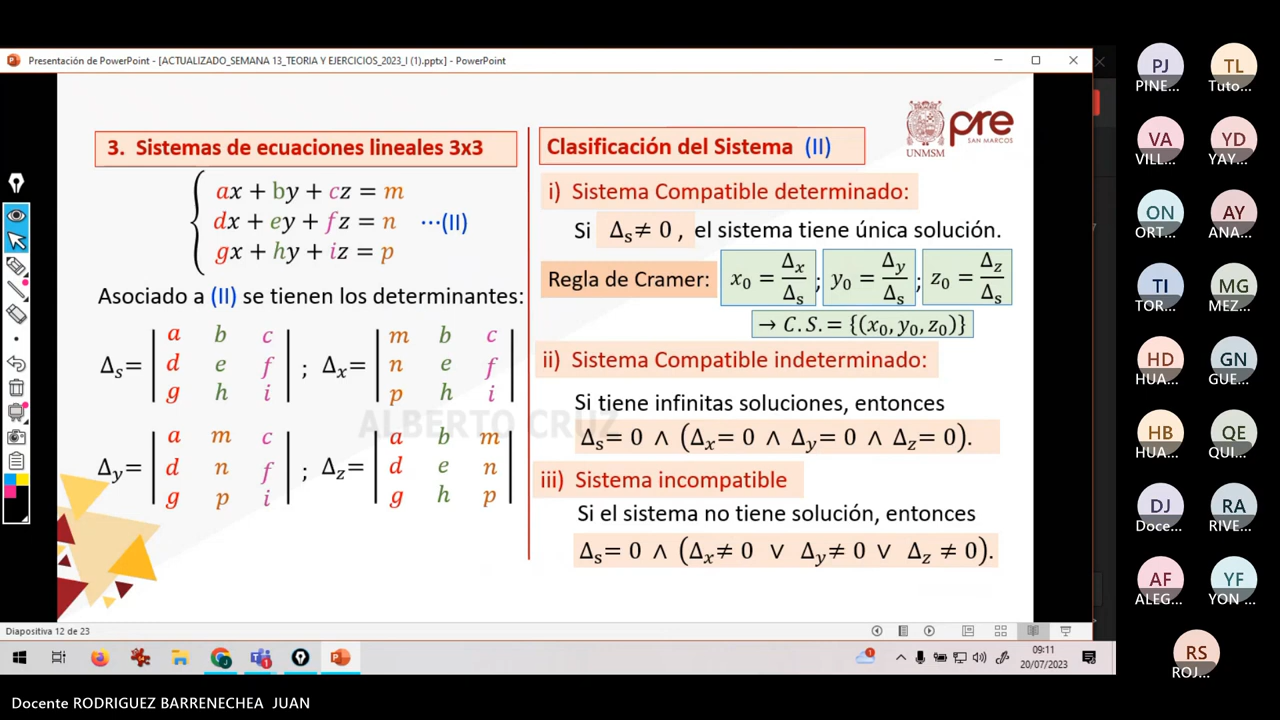 Presentación de PowerPoint - [ACTUALIZADO_SEMANA 13_TEORIA Y EJERCICIOS_2023_I (1).pptx] - PowerPoint
UNMSM
pre
SAN MARCOS
3. Sistemas de ecuaciones lineales 3x3
ax + by + cz = m
dx + ey + fz = n ⋯(II)
gx + hy + iz = p
Asociado a (II) se tienen los determinantes:
Δs= | a b c | ; Δx= | m b c |
| d e f | | n e f |
| g h i | | p h i |
Δy= | a m c | ; Δz= | a b m |
| d n f | | d e n |
| g p i | | g h p |
ALBERTO CRUZ
Clasificación del Sistema (II)
i) Sistema Compatible determinado:
Si Δs≠ 0 , el sistema tiene única solución.
Regla de Cramer: x₀ = Δx/Δs ; y₀ = Δy/Δs ; z₀ = Δz/Δs
→ C.S.= {(x₀, y₀, z₀)}
ii) Sistema Compatible indeterminado:
Si tiene infinitas soluciones, entonces
Δs= 0 ∧ (Δx= 0 ∧ Δy= 0 ∧ Δz= 0).
iii) Sistema incompatible
Si el sistema no tiene solución, entonces
Δs= 0 ∧ (Δx≠ 0 ∨ Δy≠ 0 ∨ Δz ≠ 0).
Diapositiva 12 de 23
09:11
20/07/2023
PJ
PINE...
TL
Tuto...
VA
VILL...
YD
YAY...
ON
ORT...
AY
ANA...
TI
TOR...
MG
MEZ...
HD
HUA...
GN
GUE...
HB
HUA...
QE
QUI...
DJ
Doce...
RA
RIVE...
AF
ALEG...
YF
YON ...
RS
ROJ...
Docente RODRIGUEZ BARRENECHEA JUAN